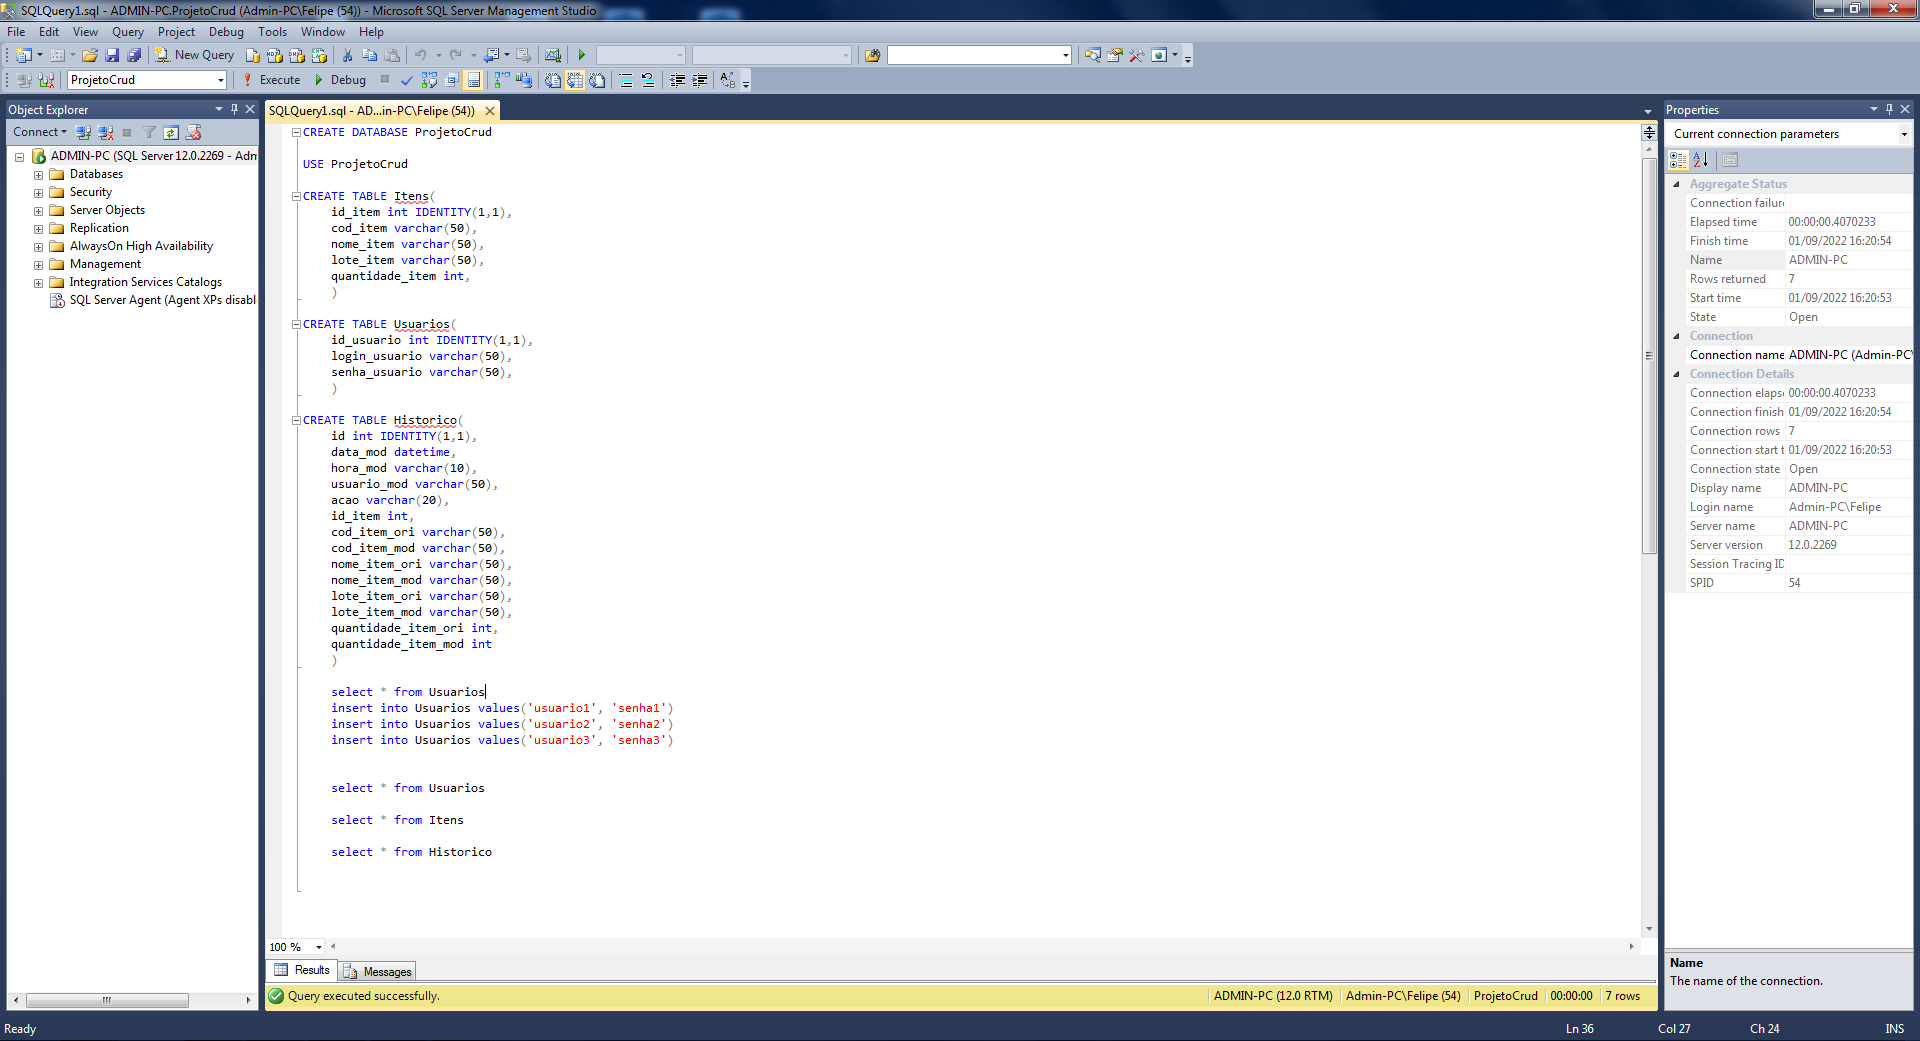 SQLQuery1.sql - ADMIN-PC.ProjetoCrud (Admin-PC\Felipe (54)) - Microsoft SQL Server Management Studio
File Edit View Query Project Debug Tools Window Help
New Query
ProjetoCrud Execute Debug
Object Explorer
Connect
ADMIN-PC (SQL Server 12.0.2269 - Adm
Databases
Security
Server Objects
Replication
AlwaysOn High Availability
Management
Integration Services Catalogs
SQL Server Agent (Agent XPs disabl
SQLQuery1.sql - AD...in-PC\Felipe (54))
CREATE DATABASE ProjetoCrud
USE ProjetoCrud
CREATE TABLE Itens(
id_item int IDENTITY(1,1),
cod_item varchar(50),
nome_item varchar(50),
lote_item varchar(50),
quantidade_item int,
)
CREATE TABLE Usuarios(
id_usuario int IDENTITY(1,1),
login_usuario varchar(50),
senha_usuario varchar(50),
)
CREATE TABLE Historico(
id int IDENTITY(1,1),
data_mod datetime,
hora_mod varchar(10),
usuario_mod varchar(50),
acao varchar(20),
id_item int,
cod_item_ori varchar(50),
cod_item_mod varchar(50),
nome_item_ori varchar(50),
nome_item_mod varchar(50),
lote_item_ori varchar(50),
lote_item_mod varchar(50),
quantidade_item_ori int,
quantidade_item_mod int
)
select * from Usuarios
insert into Usuarios values('usuario1', 'senha1')
insert into Usuarios values('usuario2', 'senha2')
insert into Usuarios values('usuario3', 'senha3')
select * from Usuarios
select * from Itens
select * from Historico
100 %
Results Messages
Query executed successfully.
ADMIN-PC (12.0 RTM) Admin-PC\Felipe (54) ProjetoCrud 00:00:00 7 rows
Properties
Current connection parameters
Aggregate Status
Connection failure
Elapsed time 00:00:00.4070233
Finish time 01/09/2022 16:20:54
Name ADMIN-PC
Rows returned 7
Start time 01/09/2022 16:20:53
State Open
Connection
Connection name ADMIN-PC (Admin-PC\
Connection Details
Connection elapse 00:00:00.4070233
Connection finish 01/09/2022 16:20:54
Connection rows 7
Connection start t 01/09/2022 16:20:53
Connection state Open
Display name ADMIN-PC
Login name Admin-PC\Felipe
Server name ADMIN-PC
Server version 12.0.2269
Session Tracing ID
SPID 54
Name
The name of the connection.
Ready Ln 36 Col 27 Ch 24 INS